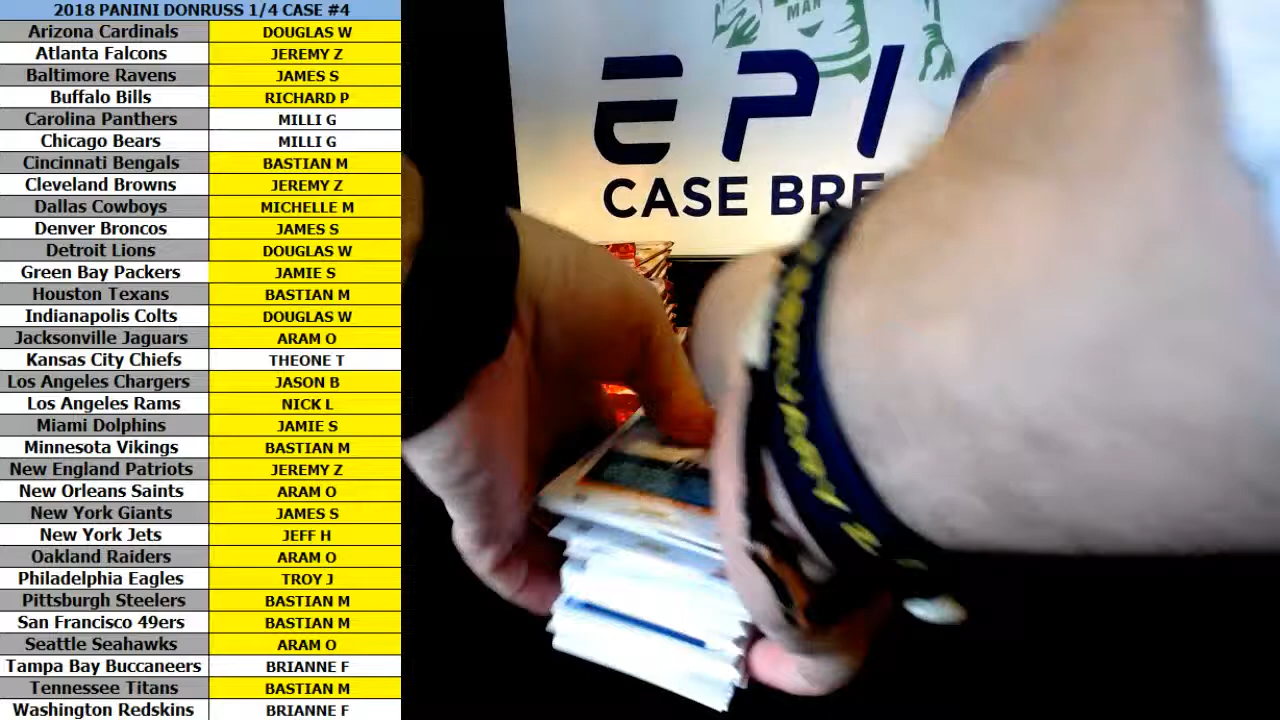 2018 PANINI DONRUSS 1/4 CASE #4
Arizona Cardinals DOUGLAS W
Atlanta Falcons JEREMY Z
Baltimore Ravens JAMES S
Buffalo Bills RICHARD P
Carolina Panthers MILLI G
Chicago Bears MILLI G
Cincinnati Bengals BASTIAN M
Cleveland Browns JEREMY Z
Dallas Cowboys MICHELLE M
Denver Broncos JAMES S
Detroit Lions DOUGLAS W
Green Bay Packers JAMIE S
Houston Texans BASTIAN M
Indianapolis Colts DOUGLAS W
Jacksonville Jaguars ARAM O
Kansas City Chiefs THEONE T
Los Angeles Chargers JASON B
Los Angeles Rams NICK L
Miami Dolphins JAMIE S
Minnesota Vikings BASTIAN M
New England Patriots JEREMY Z
New Orleans Saints ARAM O
New York Giants JAMES S
New York Jets JEFF H
Oakland Raiders ARAM O
Philadelphia Eagles TROY J
Pittsburgh Steelers BASTIAN M
San Francisco 49ers BASTIAN M
Seattle Seahawks ARAM O
Tampa Bay Buccaneers BRIANNE F
Tennessee Titans BASTIAN M
Washington Redskins BRIANNE F
MAN
EPIC
CASE BRE